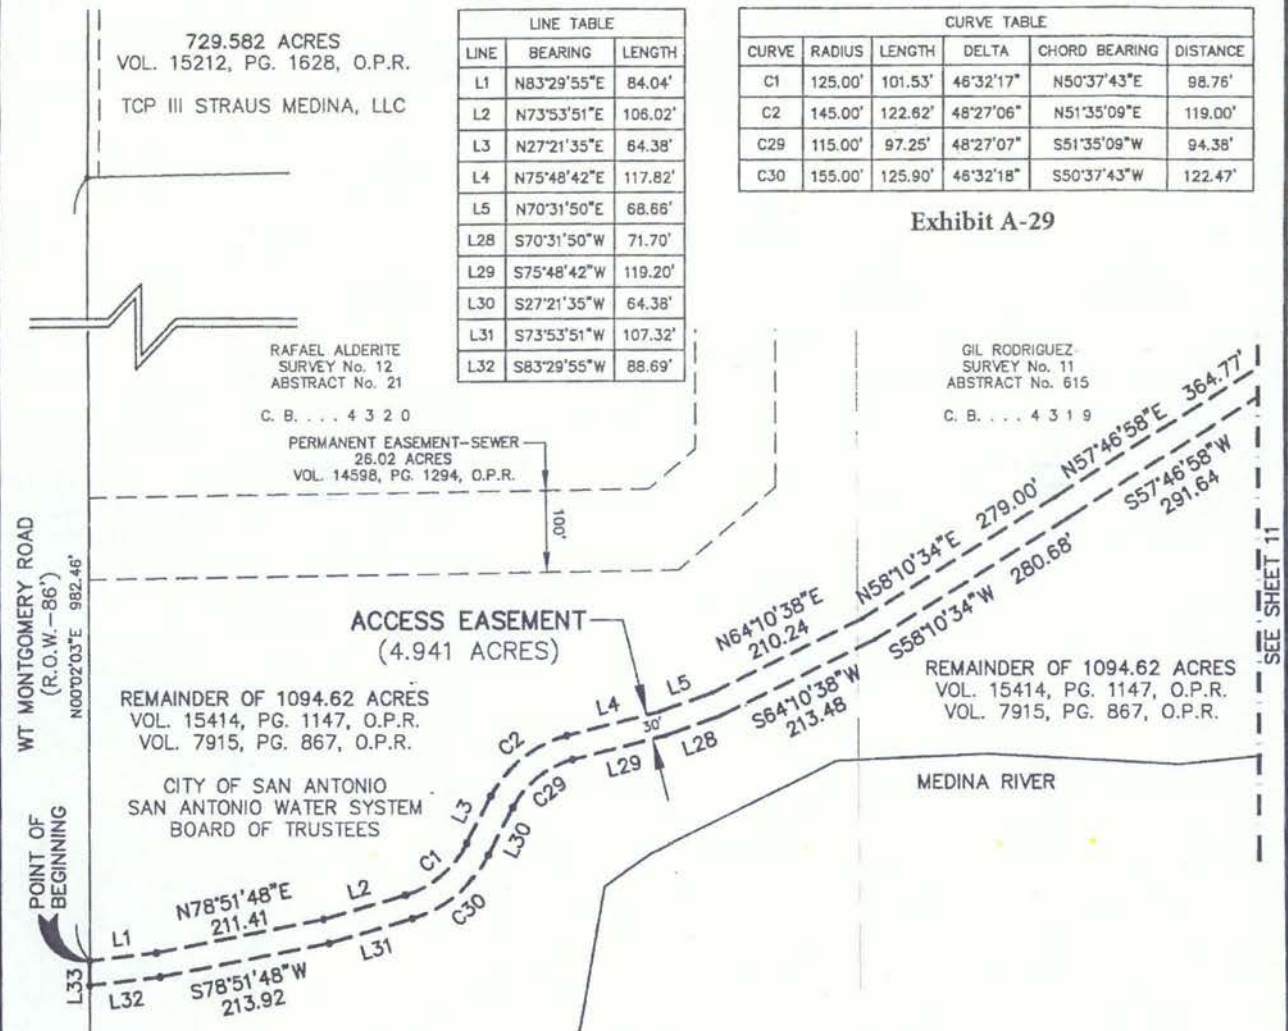 729.582 ACRES
VOL. 15212, PG. 1628, O.P.R.
TCP III STRAUS MEDINA, LLC
LINE TABLE
LINE BEARING LENGTH
L1 N83°29'55"E 84.04'
L2 N73°53'51"E 106.02'
L3 N27°21'35"E 64.38'
L4 N75°48'42"E 117.82'
L5 N70°31'50"E 68.66'
L28 S70°31'50"W 71.70'
L29 S75°48'42"W 119.20'
L30 S27°21'35"W 64.38'
L31 S73°53'51"W 107.32'
L32 S83°29'55"W 88.69'
CURVE TABLE
CURVE RADIUS LENGTH DELTA CHORD BEARING DISTANCE
C1 125.00' 101.53' 46°32'17" N50°37'43"E 98.76'
C2 145.00' 122.62' 48°27'06" N51°35'09"E 119.00'
C29 115.00' 97.25' 48°27'07" S51°35'09"W 94.38'
C30 155.00' 125.90' 46°32'18" S50°37'43"W 122.47'
Exhibit A-29
RAFAEL ALDERITE
SURVEY No. 12
ABSTRACT No. 21
C. B. . . . 4 3 2 0
GIL RODRIGUEZ
SURVEY No. 11
ABSTRACT No. 615
C. B. . . . 4 3 1 9
PERMANENT EASEMENT-SEWER
26.02 ACRES
VOL. 14598, PG. 1294, O.P.R.
100'
WT MONTGOMERY ROAD
(R.O.W.-86')
N00°02'03"E 982.46'
ACCESS EASEMENT
(4.941 ACRES)
N57°46'58"E 364.77'
S57°46'58"W
291.64
N58°10'34"E 279.00'
S58°10'34"W 280.68'
N64°10'38"E
210.24
S64°10'38"W
213.48
SEE SHEET 11
REMAINDER OF 1094.62 ACRES
VOL. 15414, PG. 1147, O.P.R.
VOL. 7915, PG. 867, O.P.R.
REMAINDER OF 1094.62 ACRES
VOL. 15414, PG. 1147, O.P.R.
VOL. 7915, PG. 867, O.P.R.
CITY OF SAN ANTONIO
SAN ANTONIO WATER SYSTEM
BOARD OF TRUSTEES
MEDINA RIVER
L5
L4
30'
L28
L29
C2
C29
L3
L30
C1
C30
L2
L31
N78°51'48"E
211.41
S78°51'48"W
213.92
L1
L32
L33
POINT OF
BEGINNING